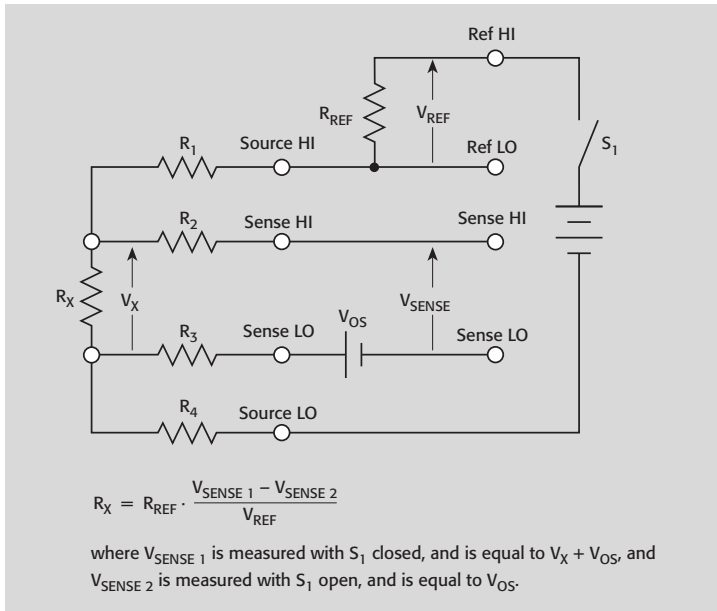 Ref HI
R_REF
V_REF
R_1
Source HI
Ref LO
S_1
R_2
Sense HI
Sense HI
R_X
V_X
V_SENSE
V_OS
R_3
Sense LO
Sense LO
R_4
Source LO
R_X = R_REF · (V_SENSE 1 – V_SENSE 2) / V_REF
where V_SENSE 1 is measured with S_1 closed, and is equal to V_X + V_OS, and
V_SENSE 2 is measured with S_1 open, and is equal to V_OS.